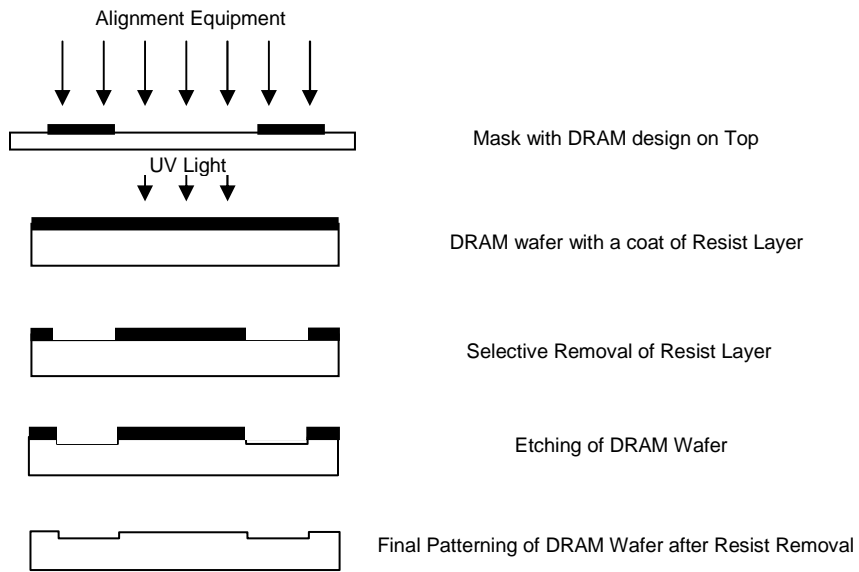 Alignment Equipment
Mask with DRAM design on Top
UV Light
DRAM wafer with a coat of Resist Layer
Selective Removal of Resist Layer
Etching of DRAM Wafer
Final Patterning of DRAM Wafer after Resist Removal